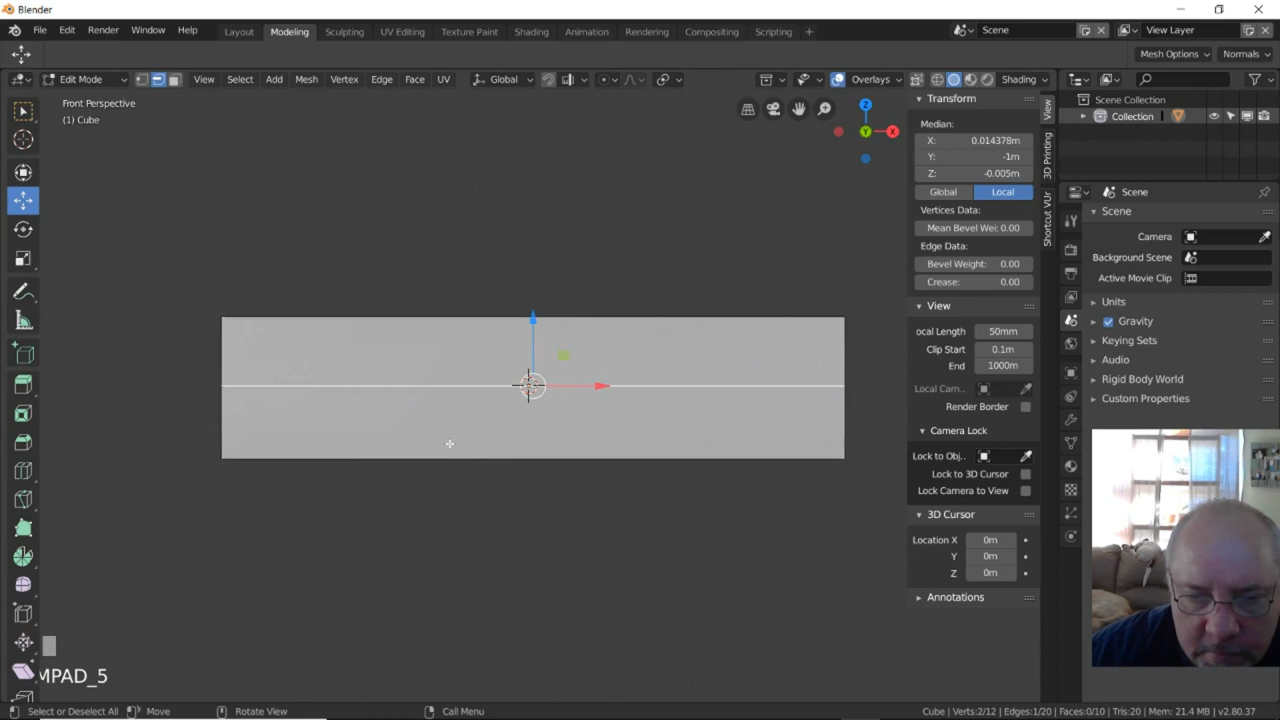 Blender
File Edit Render Window Help
Layout Modeling Sculpting UV Editing Texture Paint Shading Animation Rendering Compositing Scripting +
Scene
View Layer
Mesh Options Normals
Edit Mode
View Select Add Mesh Vertex Edge Face UV
Global
Overlays
Shading
Front Perspective
(1) Cube
Z
Y
X
Transform
Median:
X: 0.014378m
Y: -1m
Z: -0.005m
Global Local
Vertices Data:
Mean Bevel Wei: 0.00
Edge Data:
Bevel Weight: 0.00
Crease: 0.00
View
ocal Length 50mm
Clip Start 0.1m
End 1000m
Local Cam..
Render Border
Camera Lock
Lock to Obj..
Lock to 3D Cursor
Lock Camera to View
3D Cursor
Location X 0m
Y 0m
Z 0m
Annotations
View
3D Printing
Shortcut VUr
Scene Collection
Collection
Scene
Scene
Camera
Background Scene
Active Movie Clip
Units
Gravity
Keying Sets
Audio
Rigid Body World
Custom Properties
MPAD_5
Select or Deselect All
Move
Rotate View
Call Menu
Cube | Verts:2/12 | Edges:1/20 | Faces:0/10 | Tris:20 | Mem: 21.4 MB | v2.80.37